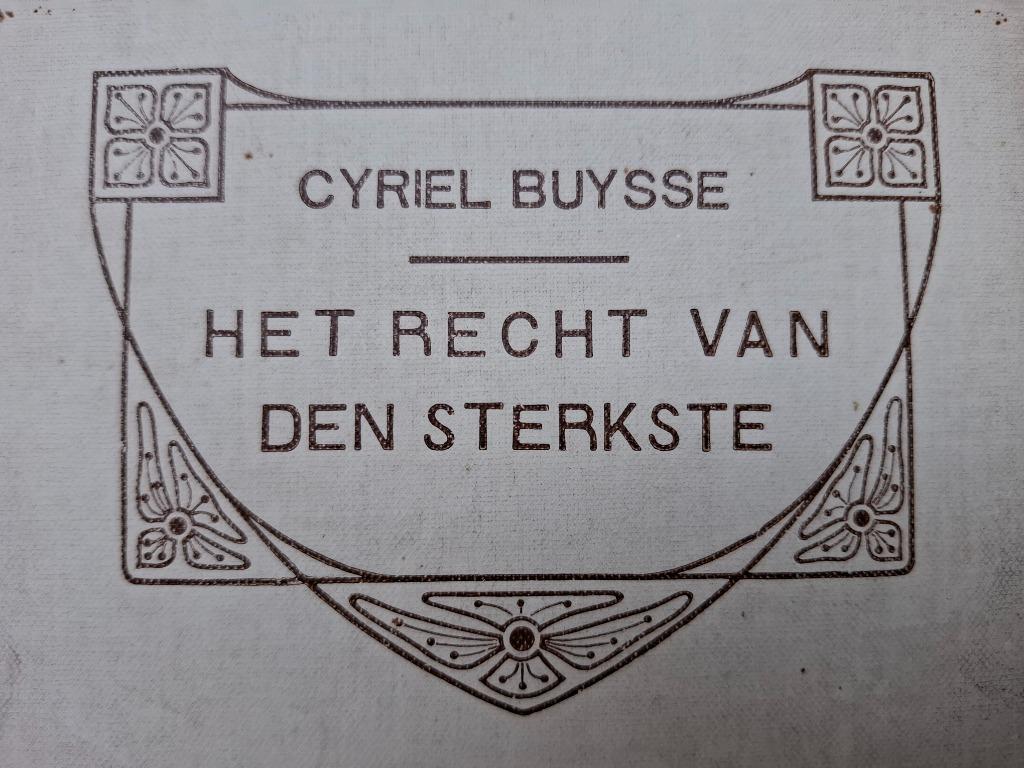 CYRIEL BUYSSE
HET RECHT VAN
DEN STERKSTE